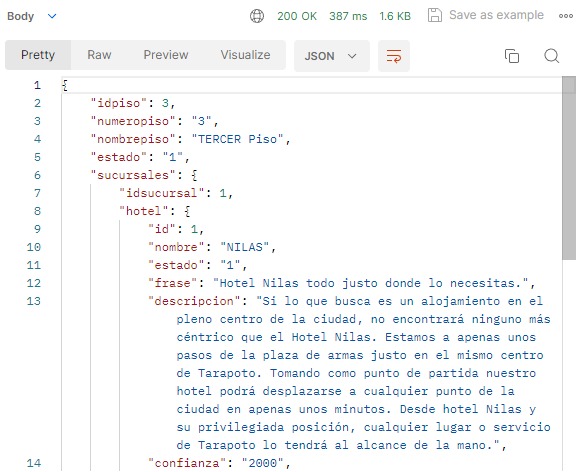 Body 200 OK 387 ms 1.6 KB Save as example
Pretty Raw Preview Visualize JSON
1 {
2 "idpiso": 3,
3 "numeropiso": "3",
4 "nombrepiso": "TERCER Piso",
5 "estado": "1",
6 "sucursales": {
7 "idsucursal": 1,
8 "hotel": {
9 "id": 1,
10 "nombre": "NILAS",
11 "estado": "1",
12 "frase": "Hotel Nilas todo justo donde lo necesitas.",
13 "descripcion": "Si lo que busca es un alojamiento en el
pleno centro de la ciudad, no encontrará ninguno más
céntrico que el Hotel Nilas. Estamos a apenas unos
pasos de la plaza de armas justo en el mismo centro
de Tarapoto. Tomando como punto de partida nuestro
hotel podrá desplazarse a cualquier punto de la
ciudad en apenas unos minutos. Desde hotel Nilas y
su privilegiada posición, cualquier lugar o servicio
de Tarapoto lo tendrá al alcance de la mano.",
14 "confianza": "2000",